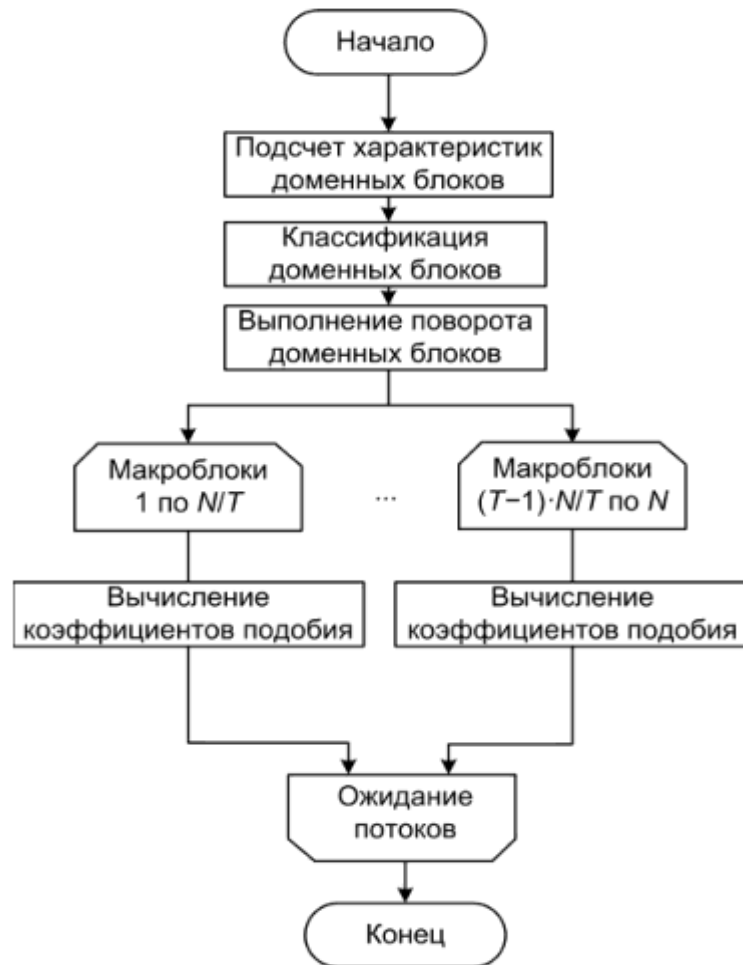 Начало
Подсчет характеристик
доменных блоков
Классификация
доменных блоков
Выполнение поворота
доменных блоков
Макроблоки
1 по N/T
...
Макроблоки
(T−1)·N/T по N
Вычисление
коэффициентов подобия
Вычисление
коэффициентов подобия
Ожидание
потоков
Конец